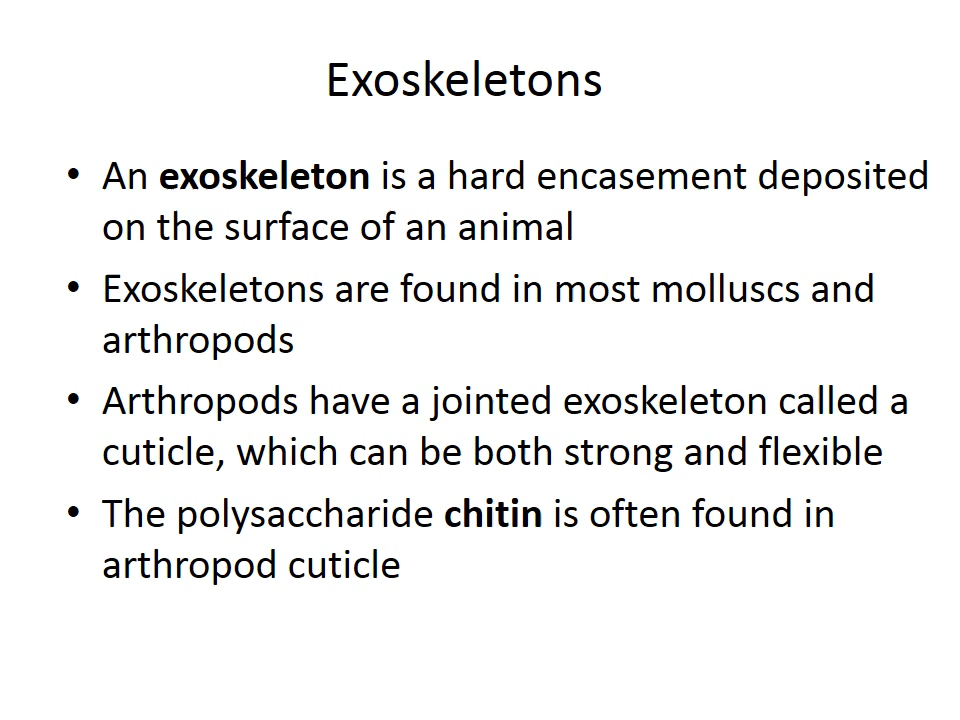 Exoskeletons
• An exoskeleton is a hard encasement deposited
on the surface of an animal
• Exoskeletons are found in most molluscs and
arthropods
• Arthropods have a jointed exoskeleton called a
cuticle, which can be both strong and flexible
• The polysaccharide chitin is often found in
arthropod cuticle